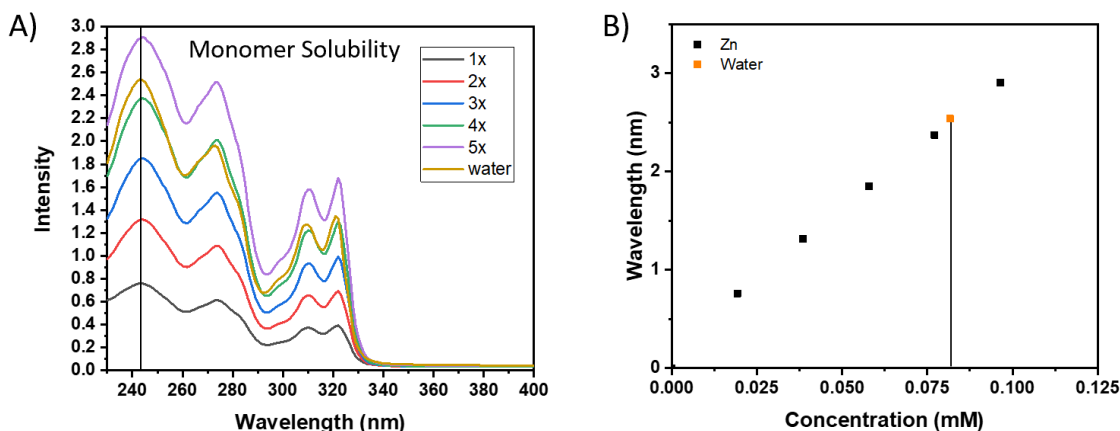 A)
Monomer Solubility
1x
2x
3x
4x
5x
water
Intensity
3.0
2.8
2.6
2.4
2.2
2.0
1.8
1.6
1.4
1.2
1.0
0.8
0.6
0.4
0.2
0.0
240 260 280 300 320 340 360 380 400
Wavelength (nm)
B)
Zn
Water
Wavelength (nm)
3
2
1
0
0.000 0.025 0.050 0.075 0.100 0.125
Concentration (mM)